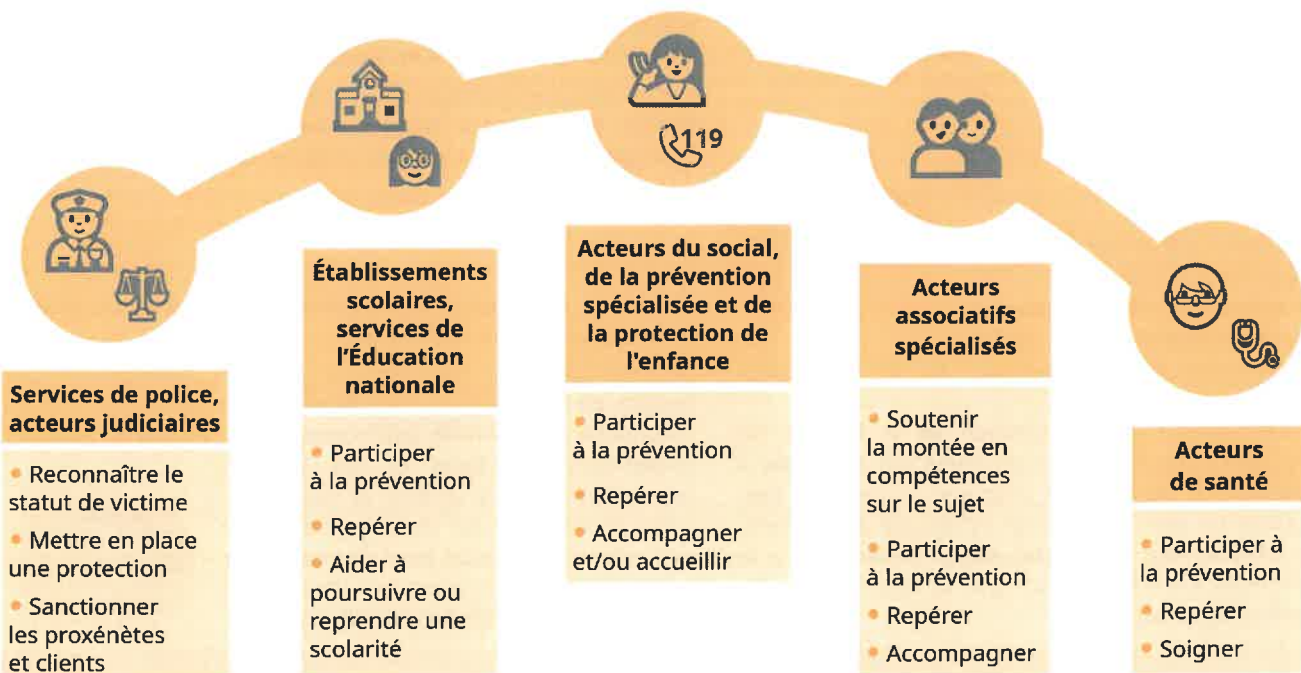 119
Services de police,
acteurs judiciaires
• Reconnaître le
statut de victime
• Mettre en place
une protection
• Sanctionner
les proxénètes
et clients
Établissements
scolaires,
services de
l'Éducation
nationale
• Participer
à la prévention
• Repérer
• Aider à
poursuivre ou
reprendre une
scolarité
Acteurs du social,
de la prévention
spécialisée et de
la protection de
l'enfance
• Participer
à la prévention
• Repérer
• Accompagner
et/ou accueillir
Acteurs
associatifs
spécialisés
• Soutenir
la montée en
compétences
sur le sujet
• Participer
à la prévention
• Repérer
• Accompagner
Acteurs
de santé
• Participer à
la prévention
• Repérer
• Soigner